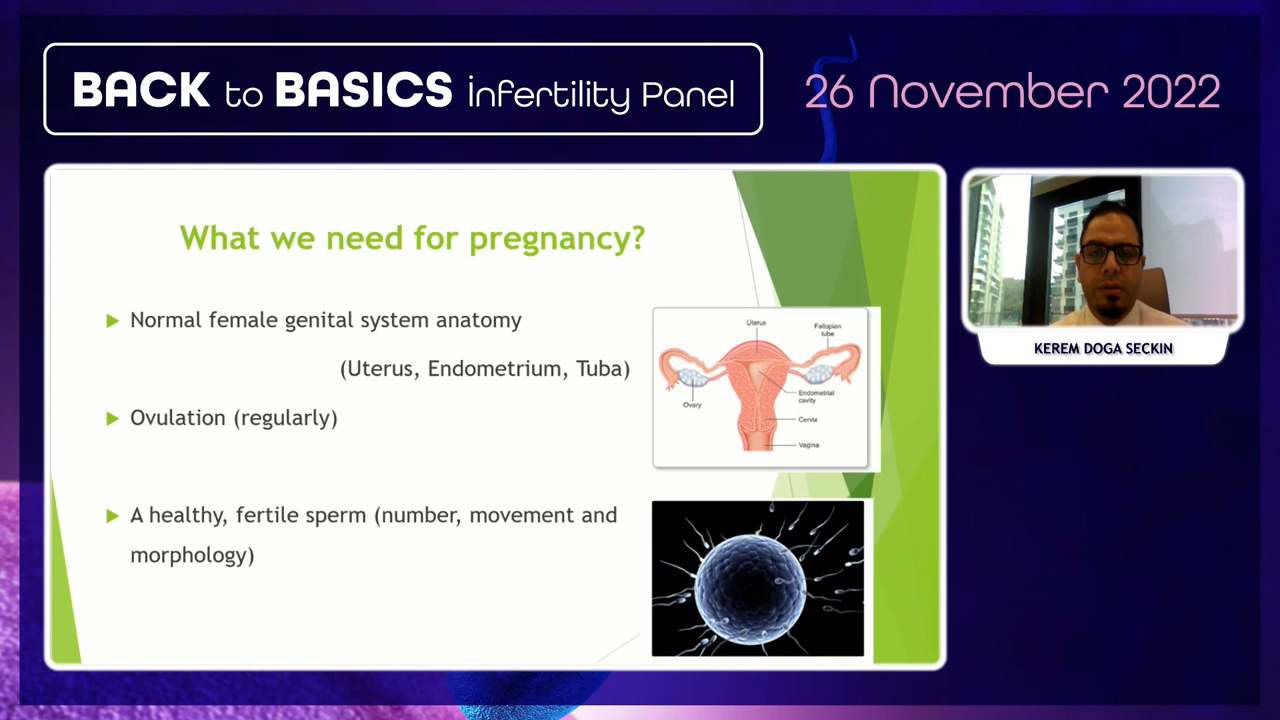 BACK to BASICS infertility Panel
26 November 2022
What we need for pregnancy?
Normal female genital system anatomy
(Uterus, Endometrium, Tuba)
Ovulation (regularly)
A healthy, fertile sperm (number, movement and
morphology)
Uterus
Fallopian
tube
Ovary
Endometrial
cavity
Cervix
Vagina
KEREM DOGA SECKIN